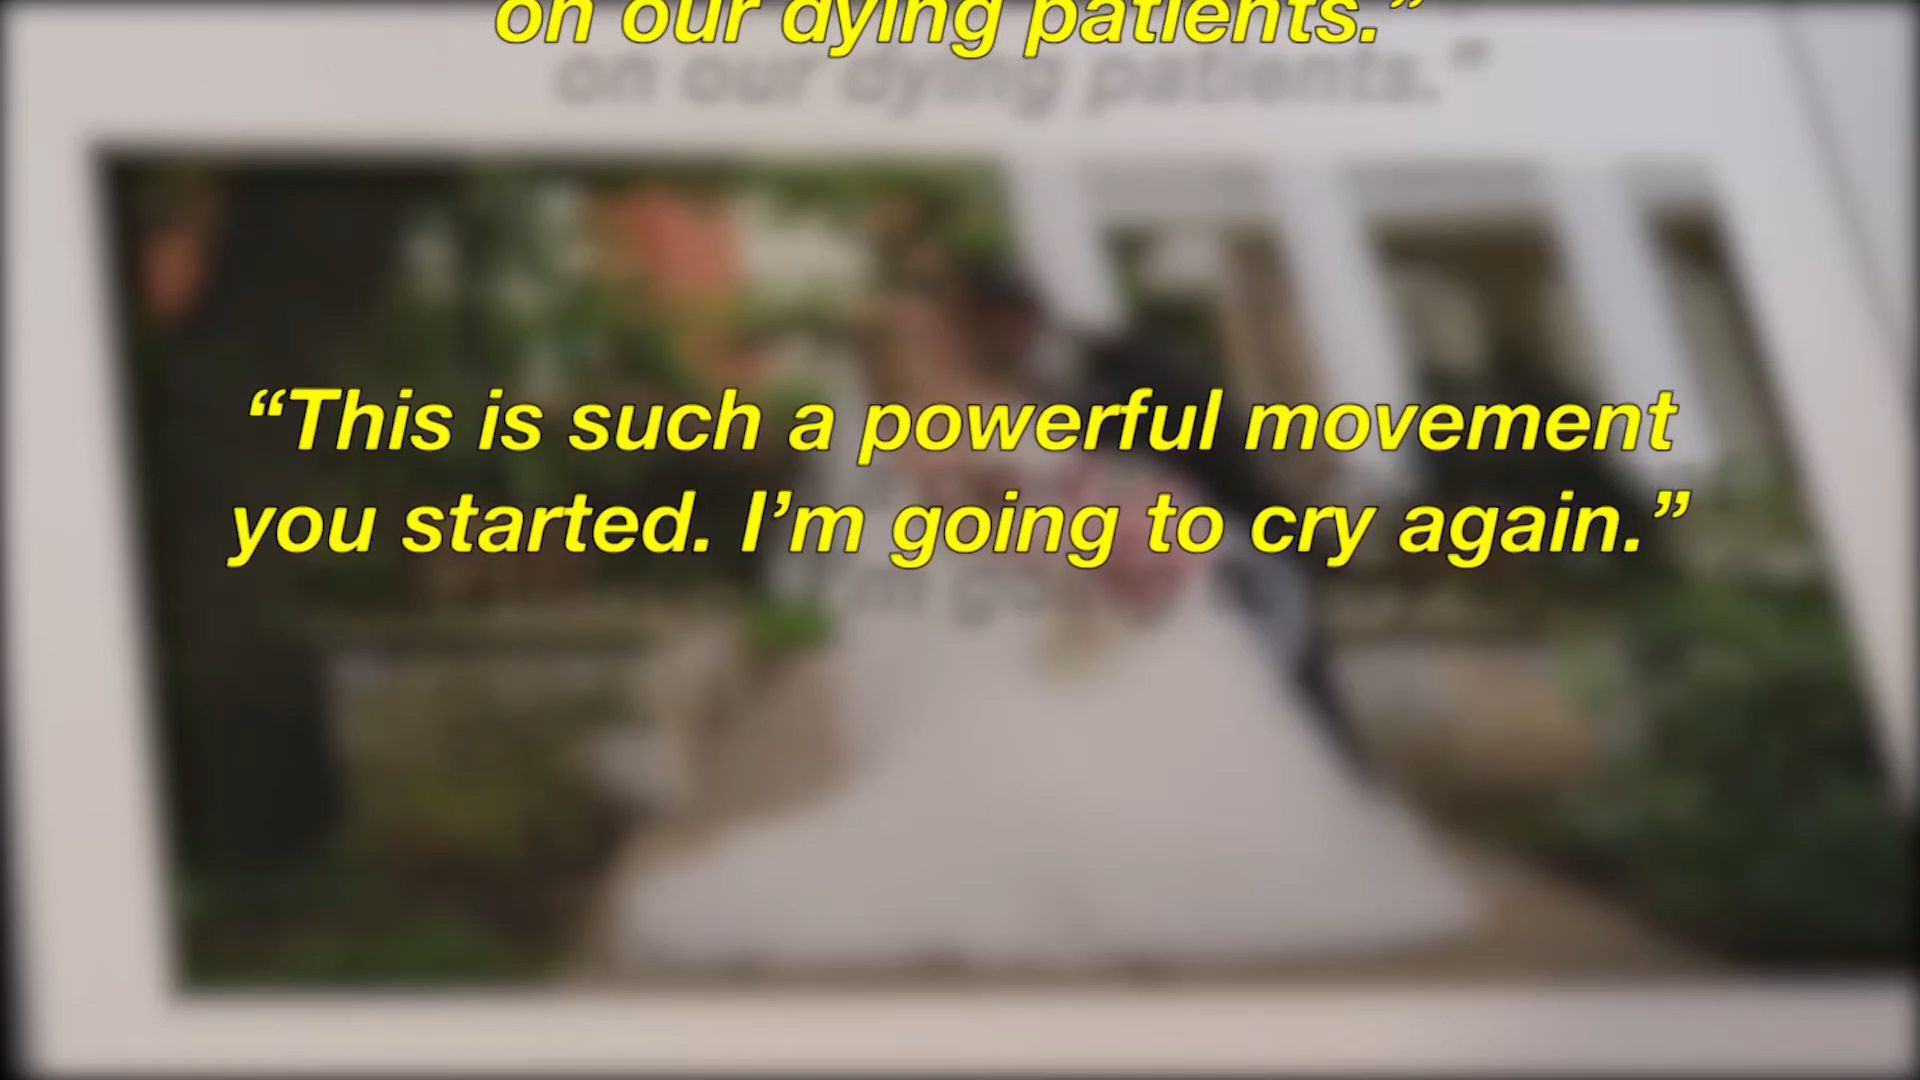 on our dying patients.”
“This is such a powerful movement
you started. I’m going to cry again.”